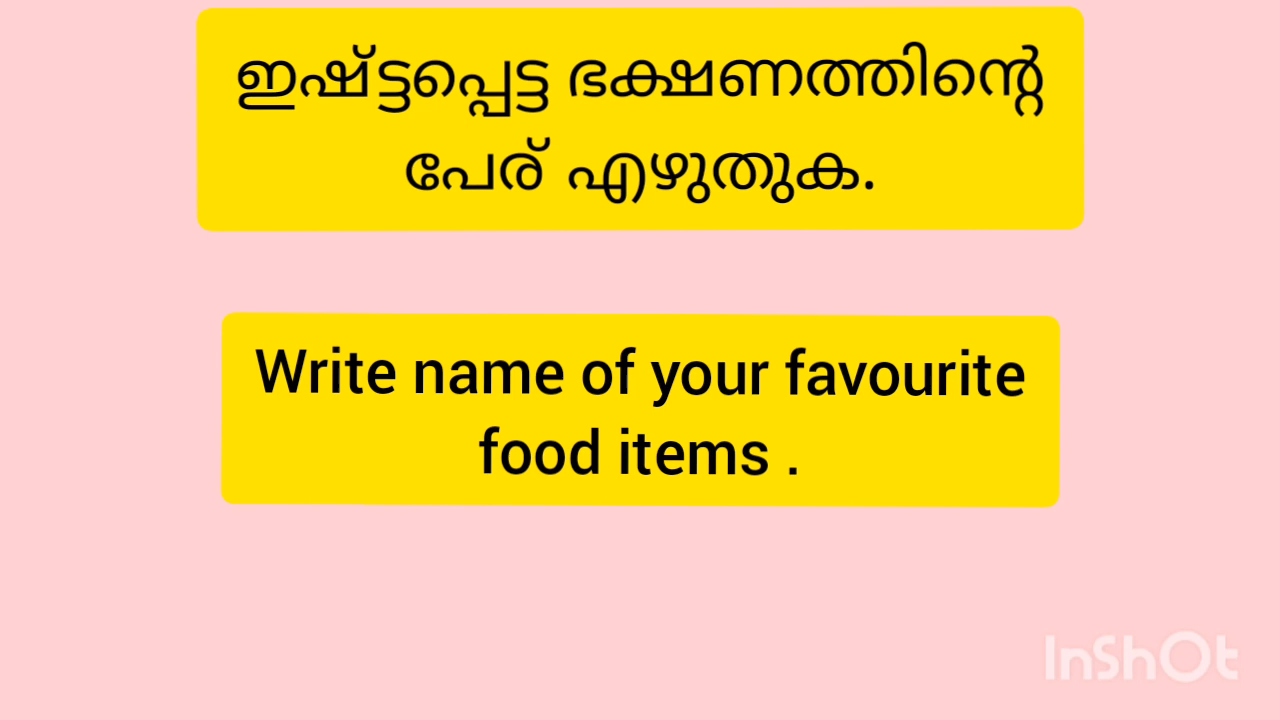 ഇഷ്ട്ടപ്പെട്ട ഭക്ഷണത്തിന്റെ
പേര് എഴുതുക.
Write name of your favourite
food items .
InShOt